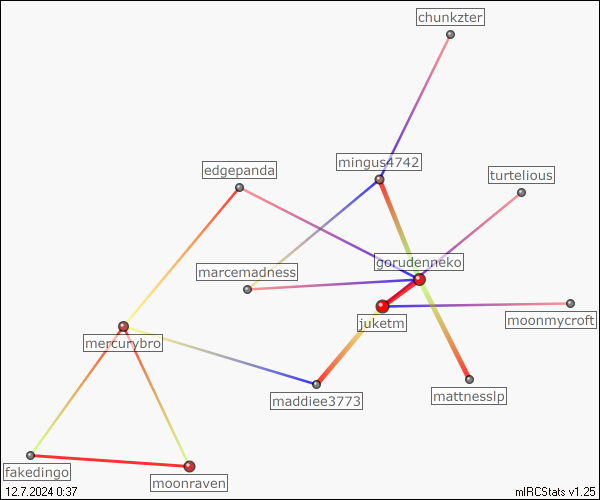 chunkzter
mingus4742
edgepanda
turtelious
gorudenneko
marcemadness
juketm
moonmycroft
mercurybro
maddiee3773
mattnesslp
fakedingo
moonraven
12.7.2024 0:37
mIRCStats v1.25